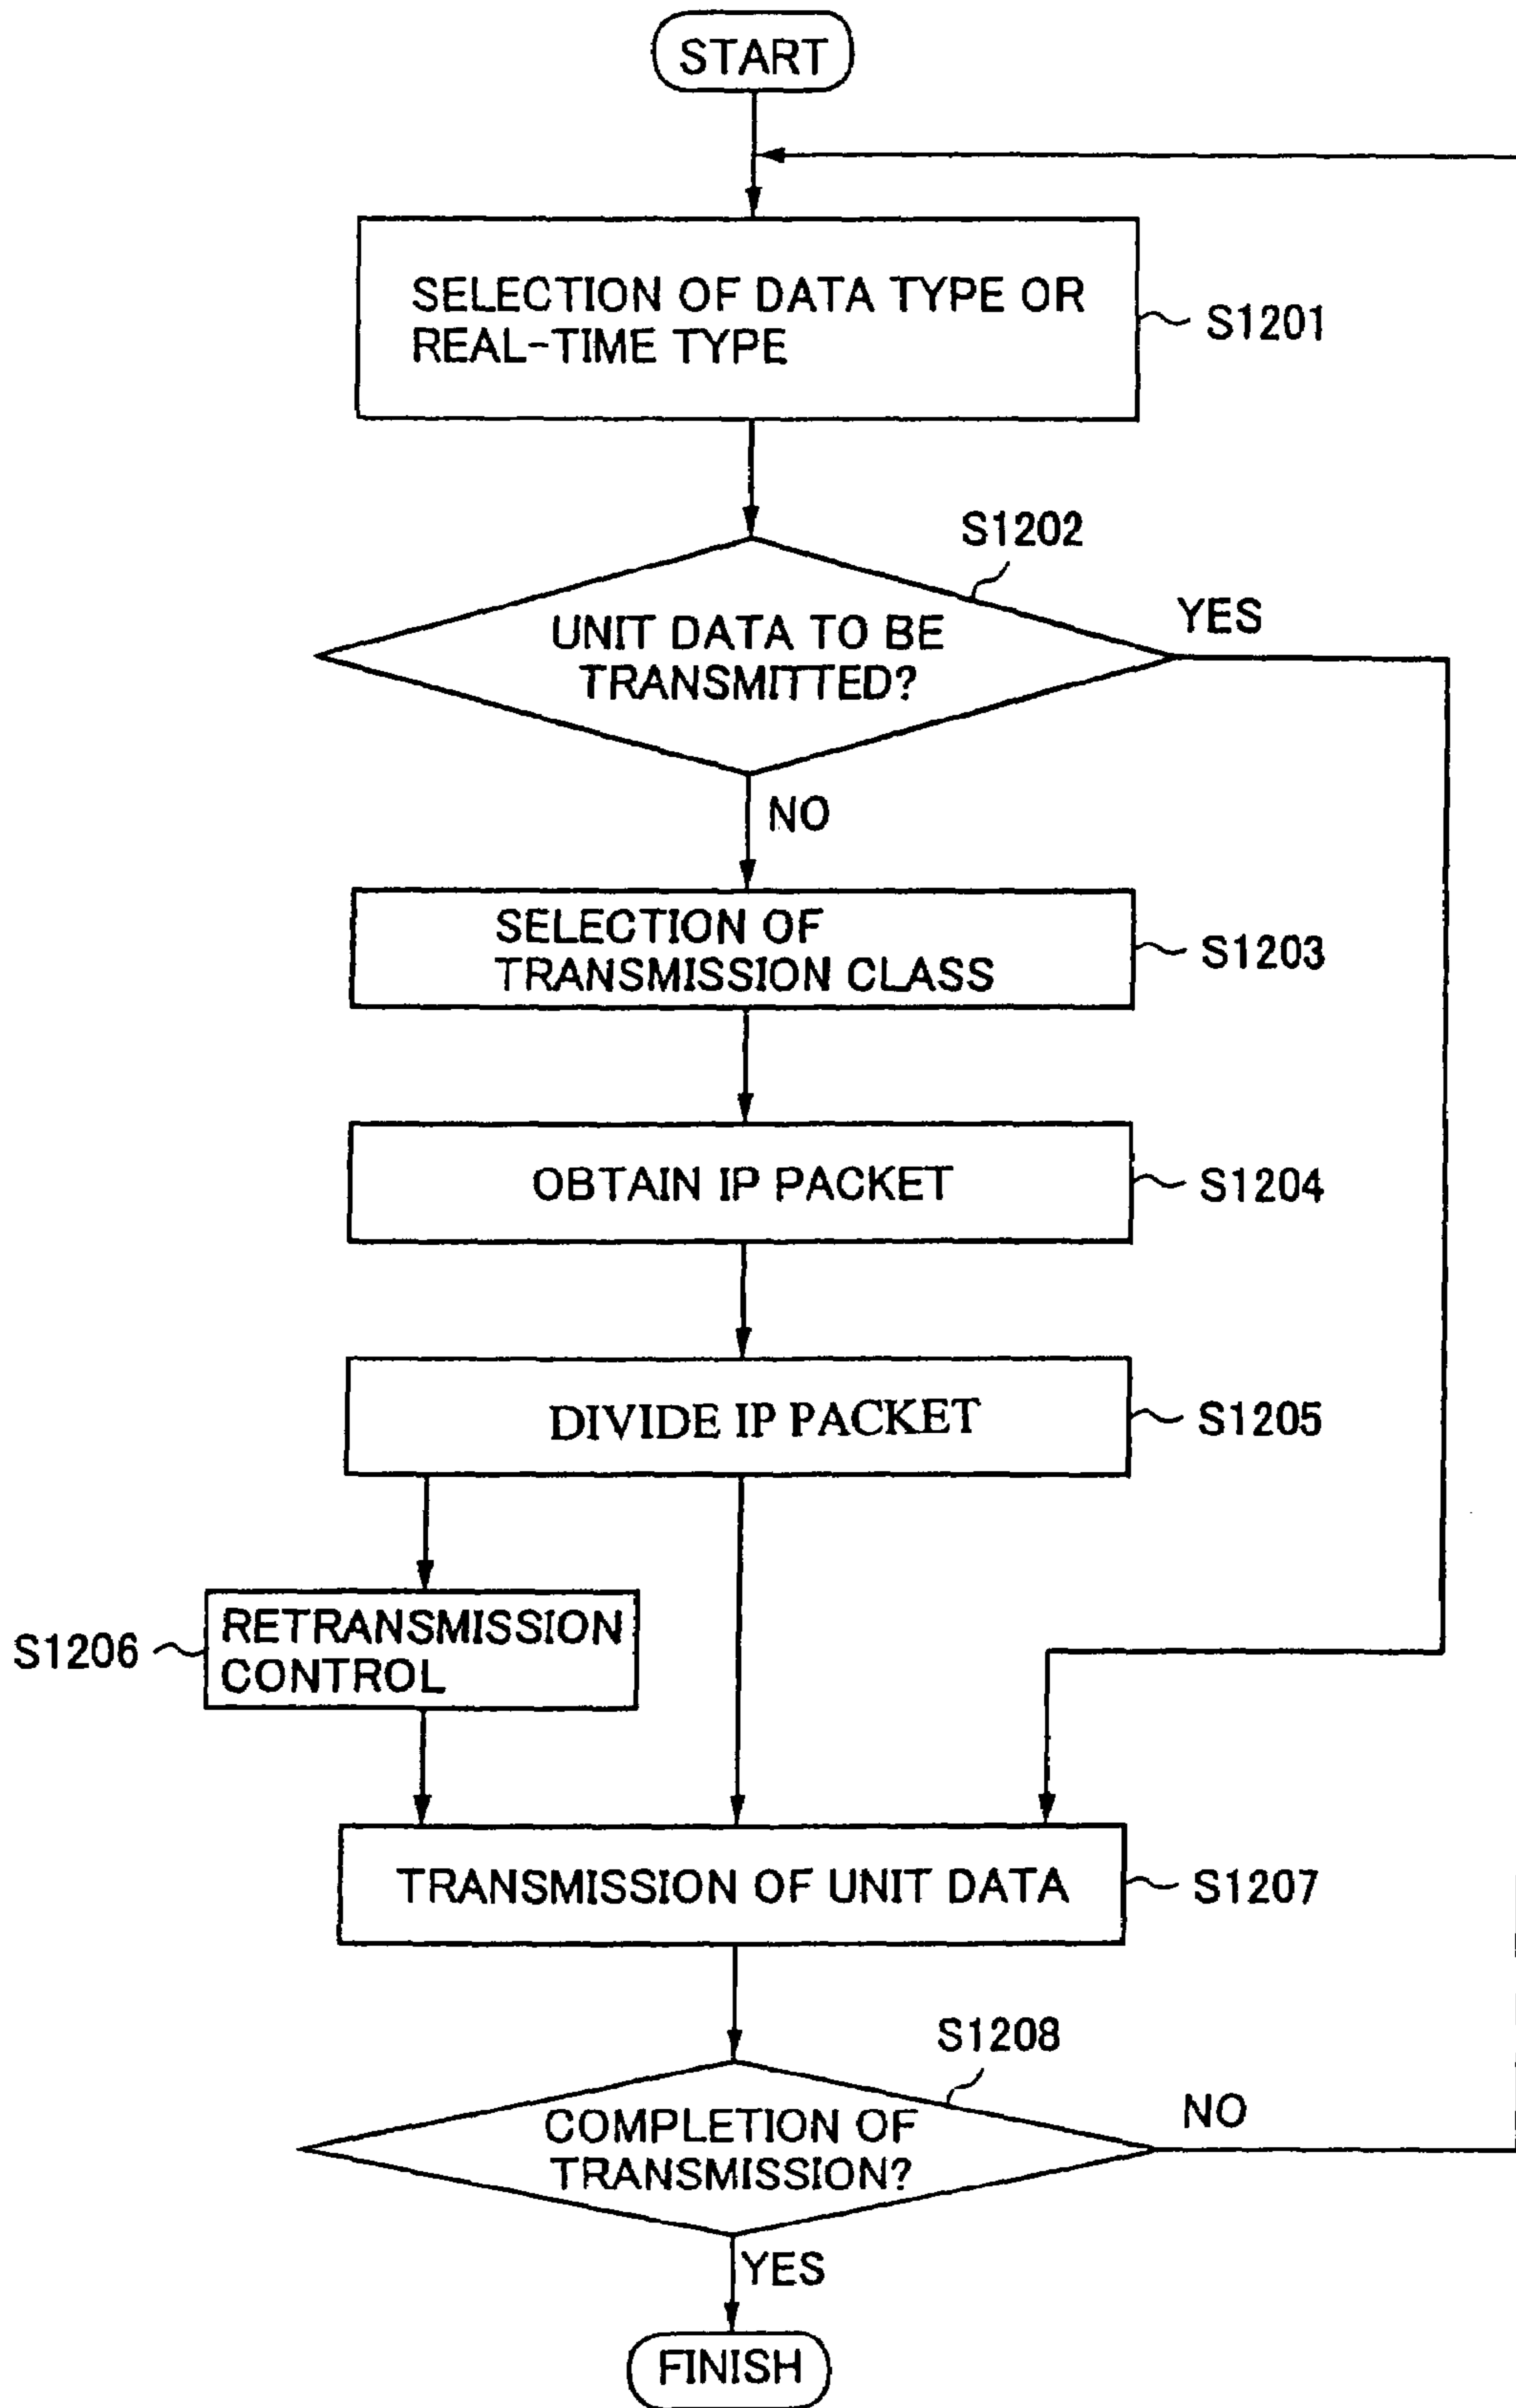 START
SELECTION OF DATA TYPE OR
REAL-TIME TYPE
S1201
S1202
UNIT DATA TO BE
TRANSMITTED?
YES
NO
SELECTION OF
TRANSMISSION CLASS
S1203
OBTAIN IP PACKET
S1204
DIVIDE IP PACKET
S1205
S1206
RETRANSMISSION
CONTROL
TRANSMISSION OF UNIT DATA
S1207
S1208
COMPLETION OF
TRANSMISSION?
NO
YES
FINISH